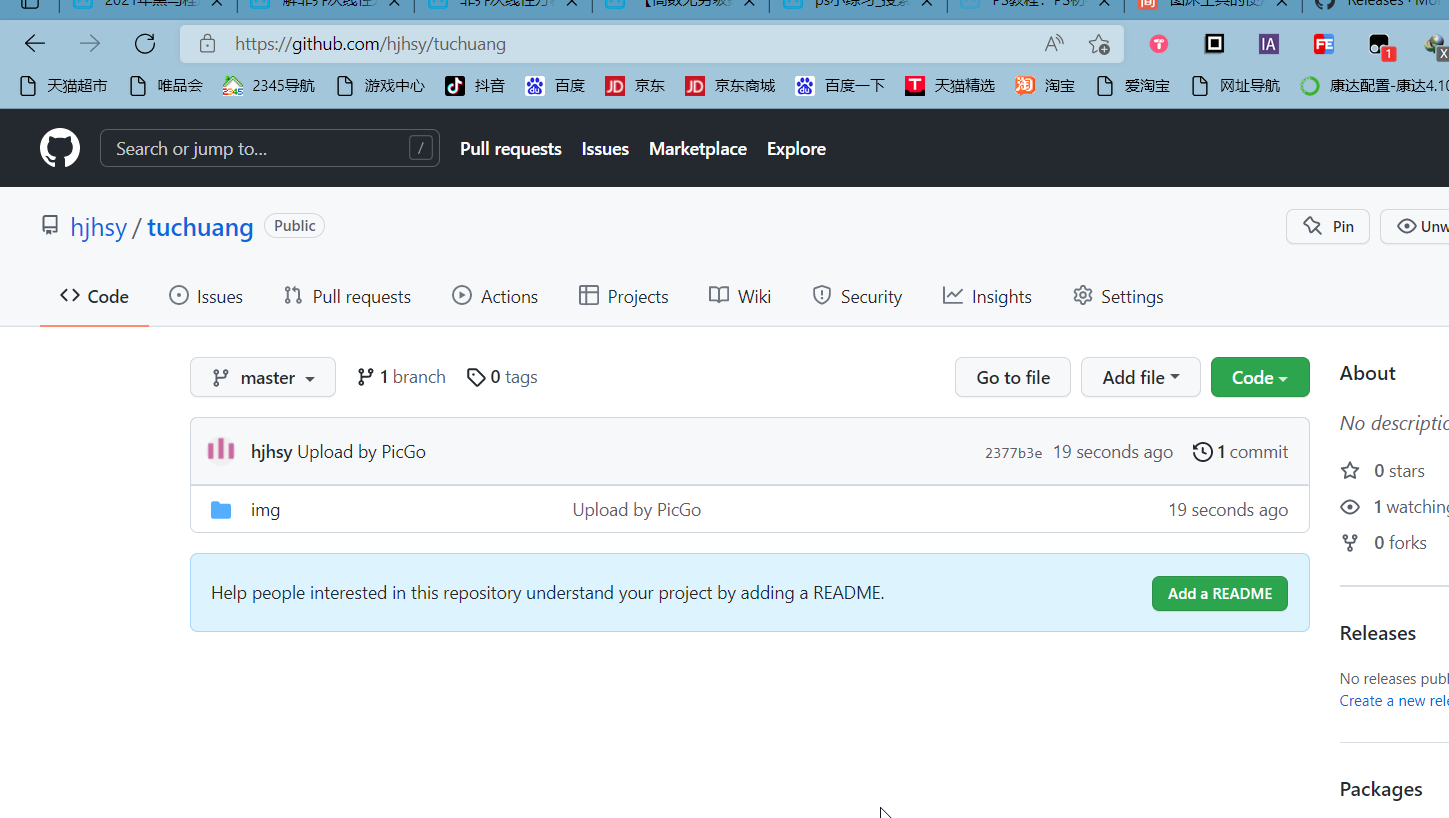 https://github.com/hjhsy/tuchuang
1
天猫超市 唯品会 2345导航 游戏中心 抖音 百度 京东 京东商城 百度一下 天猫精选 淘宝 爱淘宝 网址导航 康达配置-康达4.10
Search or jump to... / Pull requests Issues Marketplace Explore
hjhsy / tuchuang Public Pin Unw
Code Issues Pull requests Actions Projects Wiki Security Insights Settings
master 1 branch 0 tags Go to file Add file Code
hjhsy Upload by PicGo 2377b3e 19 seconds ago 1 commit
img Upload by PicGo 19 seconds ago
Help people interested in this repository understand your project by adding a README. Add a README
About
No descriptio
0 stars
1 watching
0 forks
Releases
No releases publ
Create a new rele
Packages